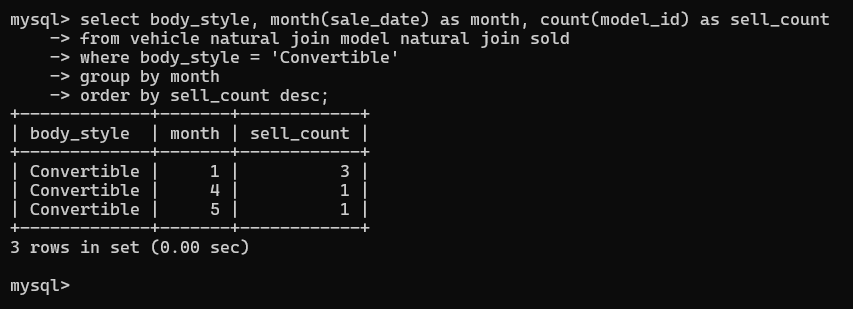 mysql> select body_style, month(sale_date) as month, count(model_id) as sell_count
    -> from vehicle natural join model natural join sold
    -> where body_style = 'Convertible'
    -> group by month
    -> order by sell_count desc;
+-------------+-------+------------+
| body_style  | month | sell_count |
+-------------+-------+------------+
| Convertible |     1 |          3 |
| Convertible |     4 |          1 |
| Convertible |     5 |          1 |
+-------------+-------+------------+
3 rows in set (0.00 sec)

mysql>